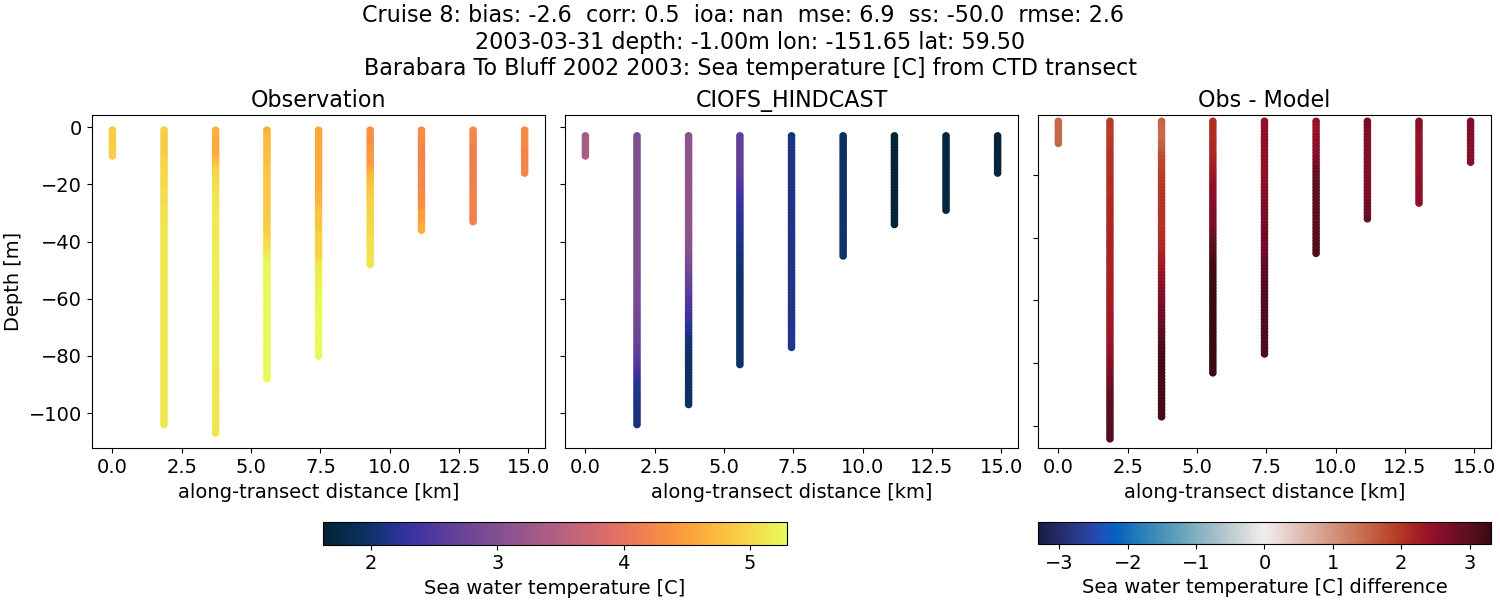 Cruise 8: bias: -2.6 corr: 0.5 ioa: nan mse: 6.9 ss: -50.0 rmse: 2.6
2003-03-31 depth: -1.00m lon: -151.65 lat: 59.50
Barabara To Bluff 2002 2003: Sea temperature [C] from CTD transect
Observation
CIOFS_HINDCAST
Obs - Model
Depth [m]
0
−20
−40
−60
−80
−100
0.0 2.5 5.0 7.5 10.0 12.5 15.0
along-transect distance [km]
0.0 2.5 5.0 7.5 10.0 12.5 15.0
along-transect distance [km]
0.0 2.5 5.0 7.5 10.0 12.5 15.0
along-transect distance [km]
2 3 4 5
Sea water temperature [C]
−3 −2 −1 0 1 2 3
Sea water temperature [C] difference